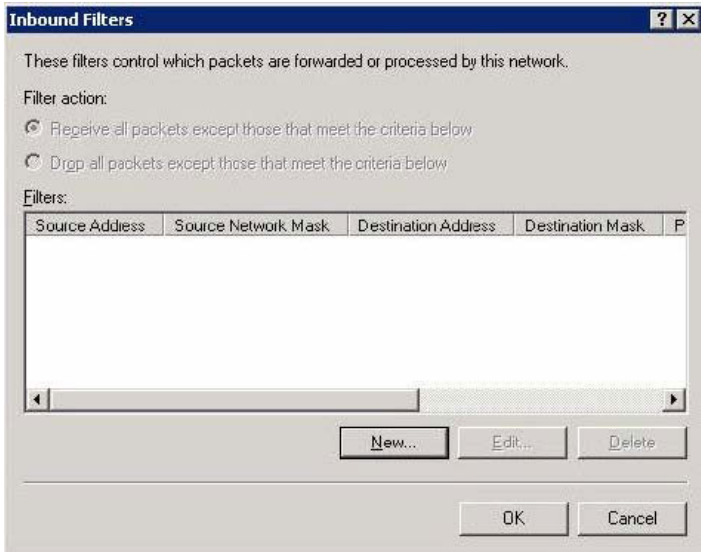 Inbound Filters
These filters control which packets are forwarded or processed by this network.
Filter action:
Receive all packets except those that meet the criteria below
Drop all packets except those that meet the criteria below
Filters:
Source Address Source Network Mask Destination Address Destination Mask P
New... Edit... Delete
OK Cancel